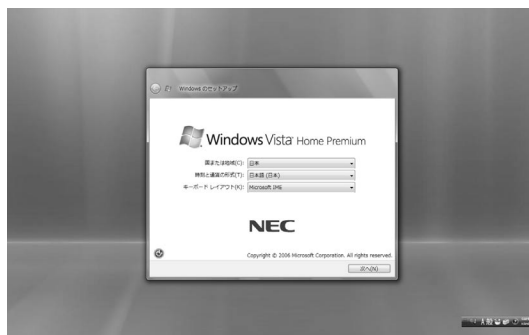 Windows のセットアップ
Windows Vista Home Premium
国または地域(C): 日本
時刻と通貨の形式(T): 日本語 (日本)
キーボード レイアウト(K): Microsoft IME
NEC
Copyright © 2006 Microsoft Corporation. All rights reserved.
次へ(N)
A 般